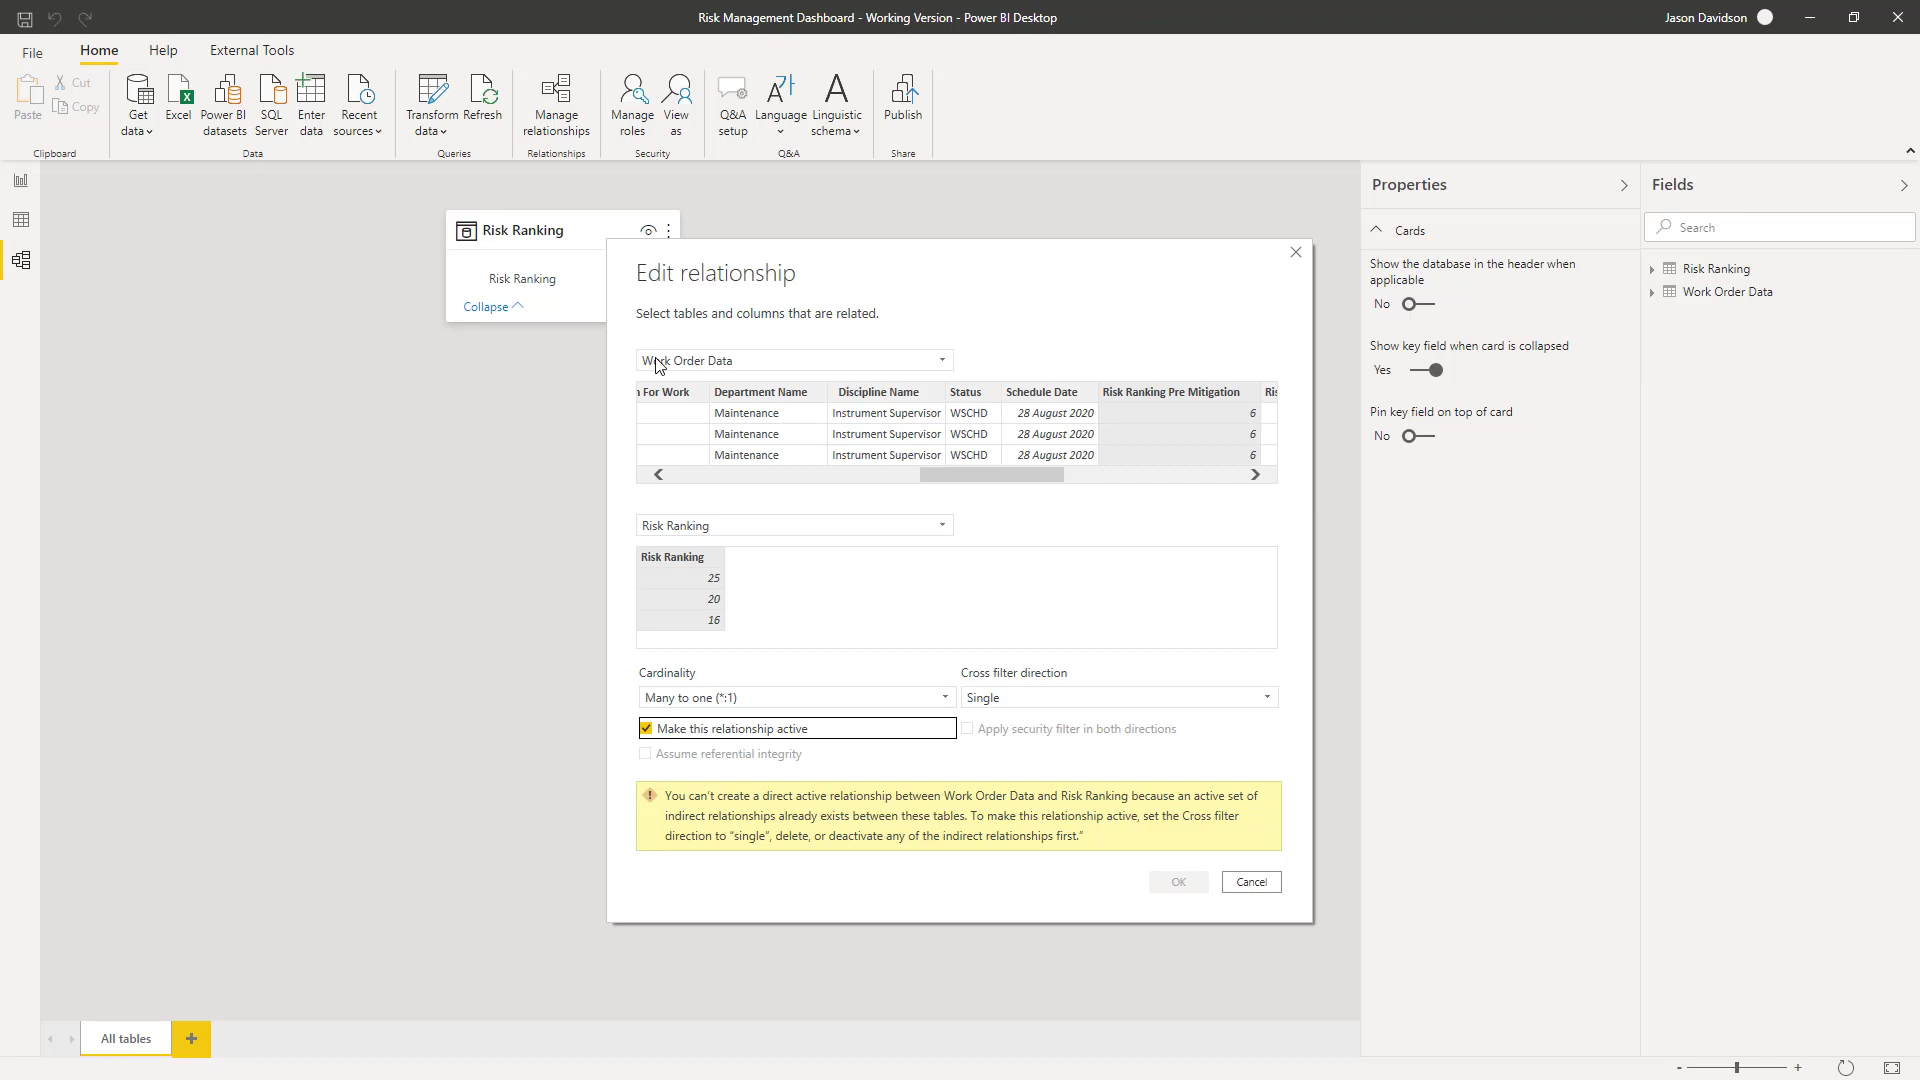 Risk Management Dashboard - Working Version - Power BI Desktop
Jason Davidson
File
Home
Help
External Tools
Paste
Cut
Copy
Get data
Excel
Power BI datasets
SQL Server
Enter data
Recent sources
Transform data
Refresh
Manage relationships
Manage roles
View as
Q&A setup
Language
Linguistic schema
Publish
Clipboard
Data
Queries
Relationships
Security
Q&A
Share
Risk Ranking
Risk Ranking
Collapse
Edit relationship
Select tables and columns that are related.
Work Order Data
For Work Department Name Discipline Name Status Schedule Date Risk Ranking Pre Mitigation Ris
Maintenance Instrument Supervisor WSCHD 28 August 2020 6
Maintenance Instrument Supervisor WSCHD 28 August 2020 6
Maintenance Instrument Supervisor WSCHD 28 August 2020 6
Risk Ranking
Risk Ranking
25
20
16
Cardinality
Cross filter direction
Many to one (*:1)
Single
Make this relationship active
Apply security filter in both directions
Assume referential integrity
You can't create a direct active relationship between Work Order Data and Risk Ranking because an active set of
indirect relationships already exists between these tables. To make this relationship active, set the Cross filter
direction to "single", delete, or deactivate any of the indirect relationships first."
OK
Cancel
Properties
Cards
Show the database in the header when
applicable
No
Show key field when card is collapsed
Yes
Pin key field on top of card
No
Fields
Search
Risk Ranking
Work Order Data
All tables
+
- +